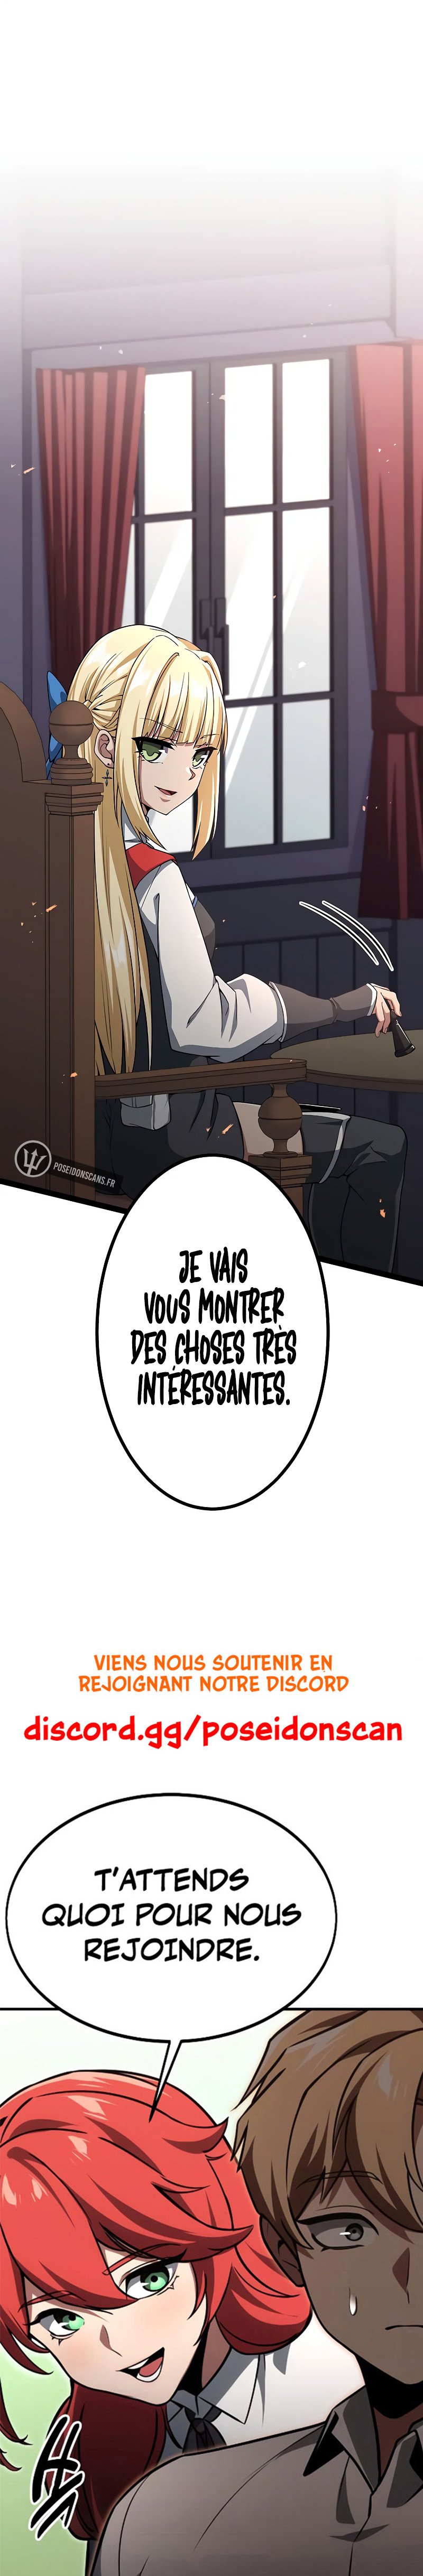 POSEIDONSCANS.FR
JE VAIS
VOUS MONTRER
DES CHOSES TRÈS
INTÉRESSANTES.
VIENS NOUS SOUTENIR EN
REJOIGNANT NOTRE DISCORD
discord.gg/poseidonscan
T'ATTENDS
QUOI POUR NOUS
REJOINDRE.